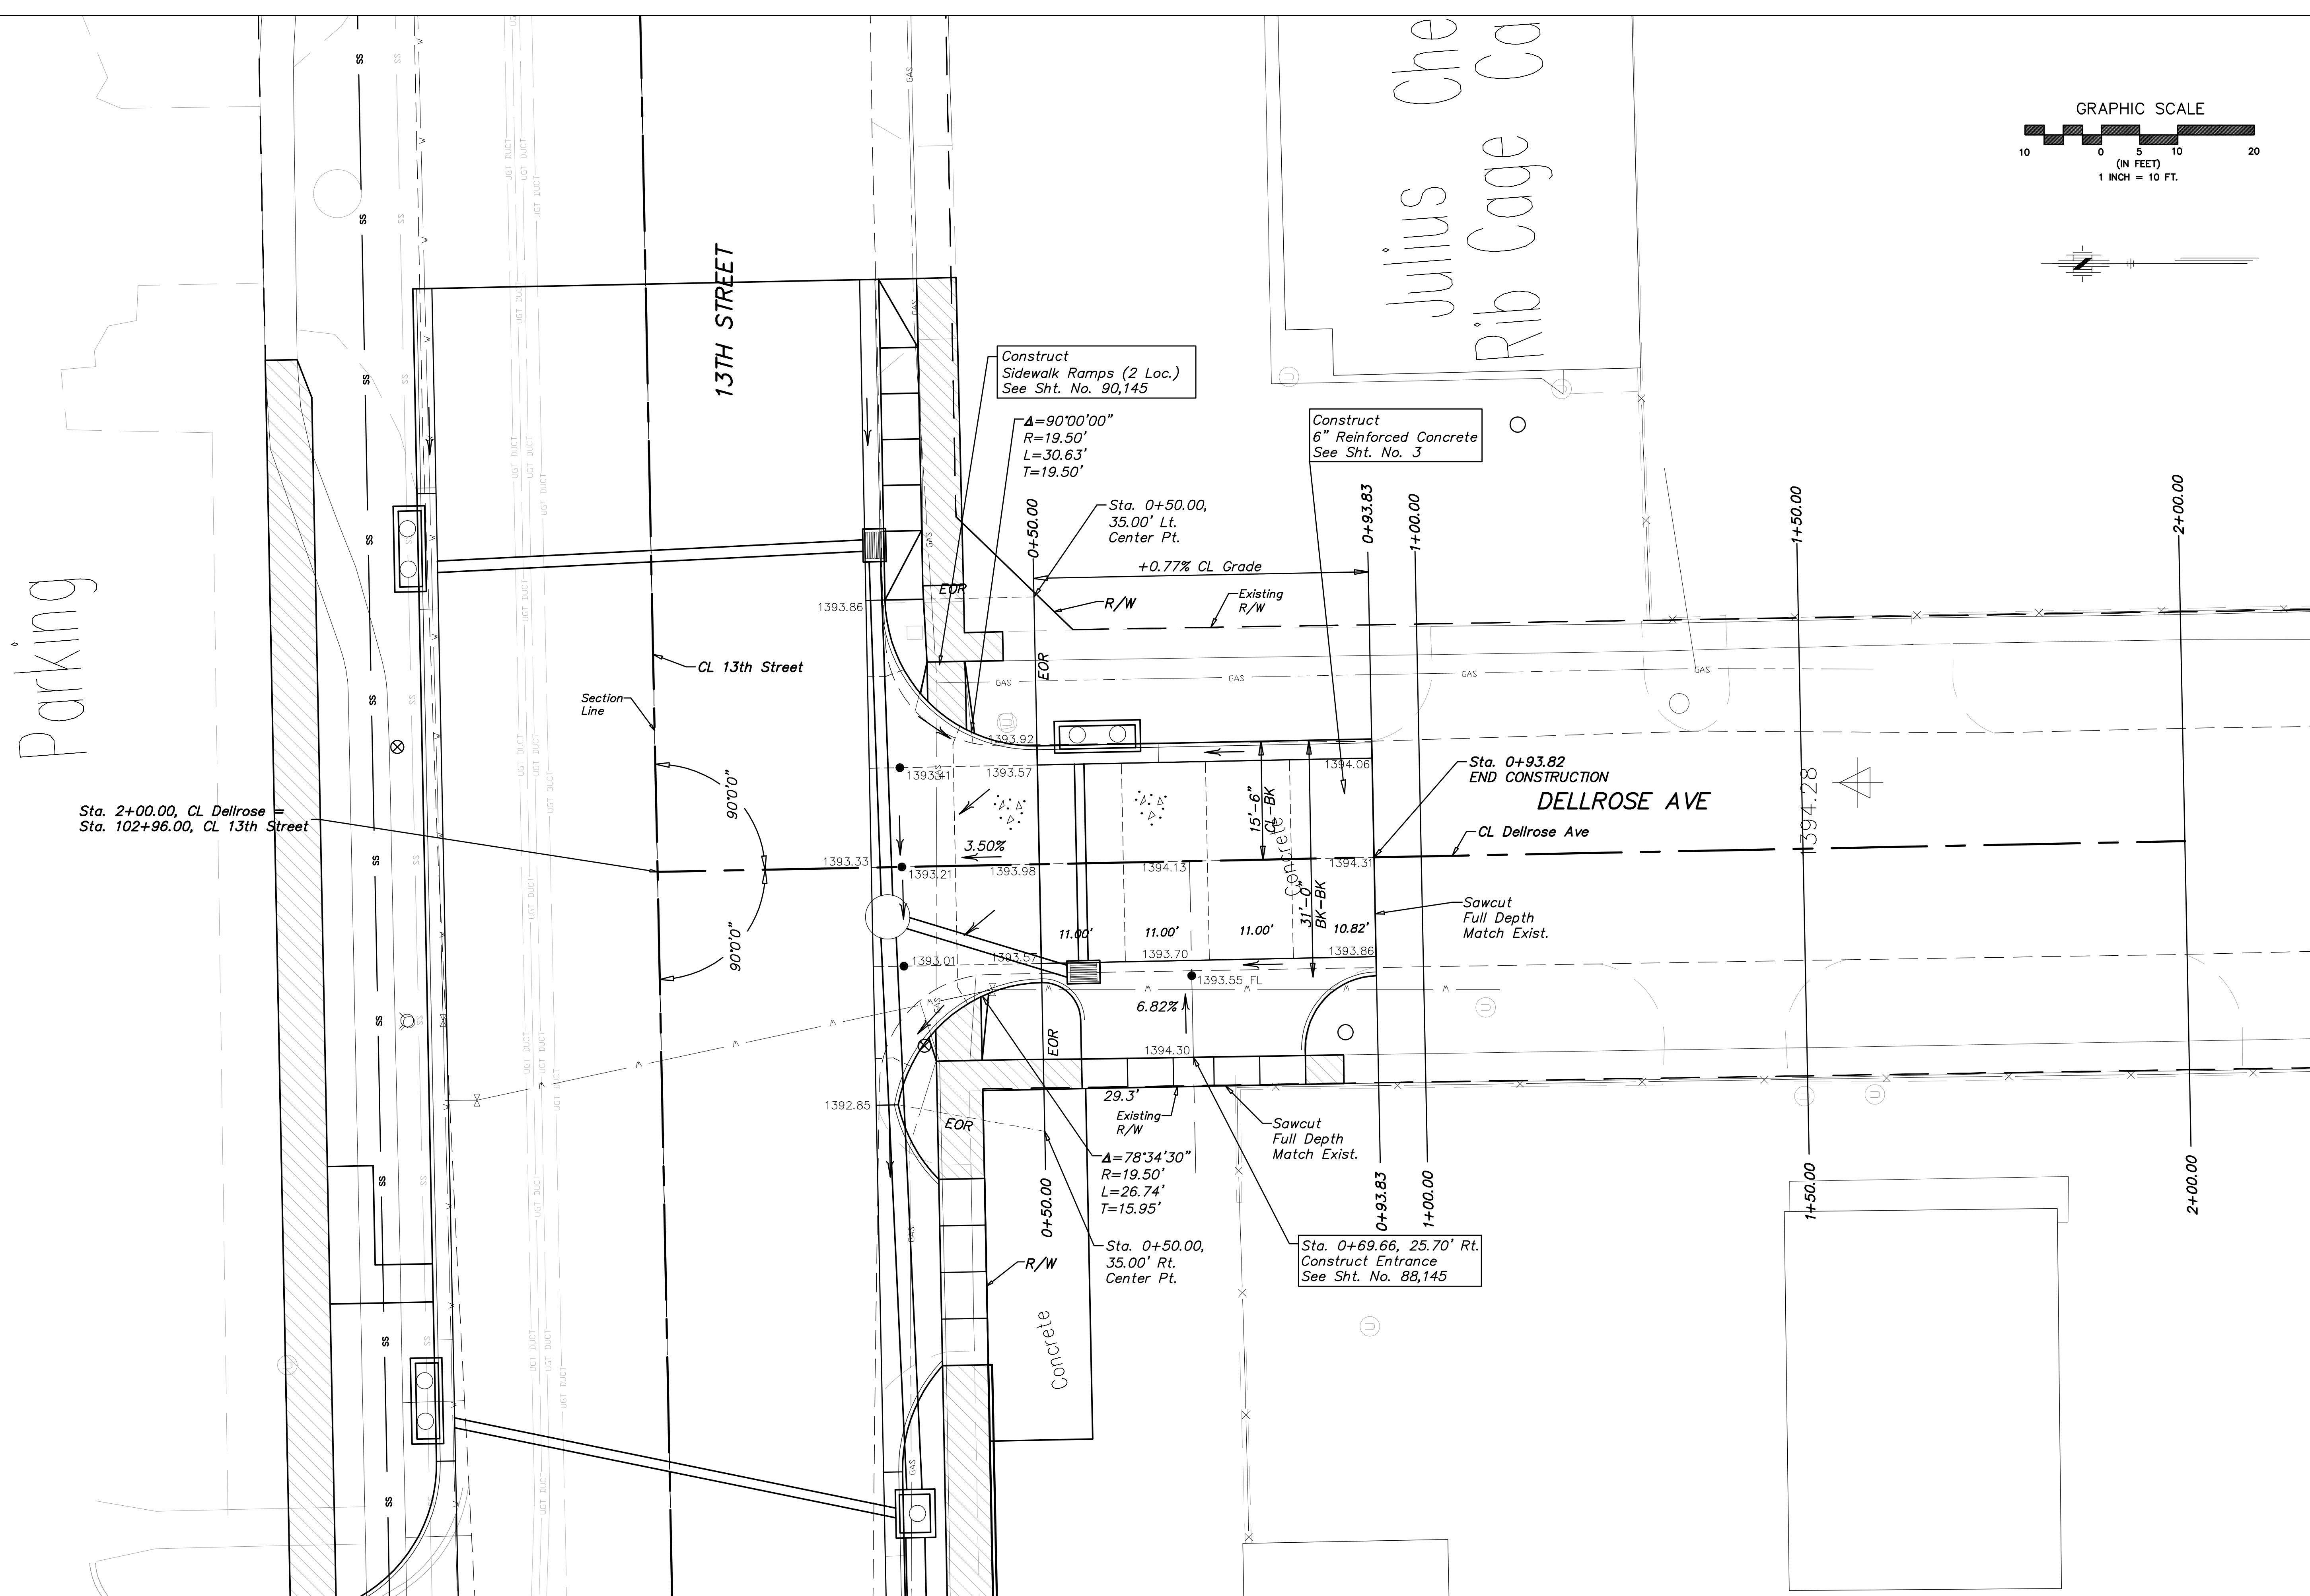 GRAPHIC SCALE
10 0 5 10 20
(IN FEET)
1 INCH = 10 FT.
Julius Che
Rib Cage Ca
13TH STREET
Parking
Construct
Sidewalk Ramps (2 Loc.)
See Sht. No. 90,145
Δ=90°00'00"
R=19.50'
L=30.63'
T=19.50'
Construct
6" Reinforced Concrete
See Sht. No. 3
Sta. 0+50.00,
35.00' Lt.
Center Pt.
0+50.00
0+93.83
1+00.00
1+50.00
2+00.00
+0.77% CL Grade
R/W
Existing
R/W
EOR
EOR
1393.86
CL 13th Street
Section
Line
90°0'0"
90°0'0"
Sta. 2+00.00, CL Dellrose =
Sta. 102+96.00, CL 13th Street
1393.92
1393.41
1393.57
1394.06
15'-6"
CL-BK
31'-0"
BK-BK
Concrete
Sta. 0+93.82
END CONSTRUCTION
DELLROSE AVE
CL Dellrose Ave
1394.28
3.50%
1393.33
1393.21
1393.98
1394.13
1394.31
11.00'
11.00'
11.00'
10.82'
Sawcut
Full Depth
Match Exist.
1393.01
1393.57
1393.70
1393.86
1393.55 FL
6.82%
EOR
1394.30
1392.85
EOR
29.3'
Existing
R/W
Sawcut
Full Depth
Match Exist.
Δ=78°34'30"
R=19.50'
L=26.74'
T=15.95'
0+50.00
0+93.83
1+00.00
1+50.00
2+00.00
Sta. 0+50.00,
35.00' Rt.
Center Pt.
Sta. 0+69.66, 25.70' Rt.
Construct Entrance
See Sht. No. 88,145
R/W
Concrete
SS
UGT DUCT
GAS
W